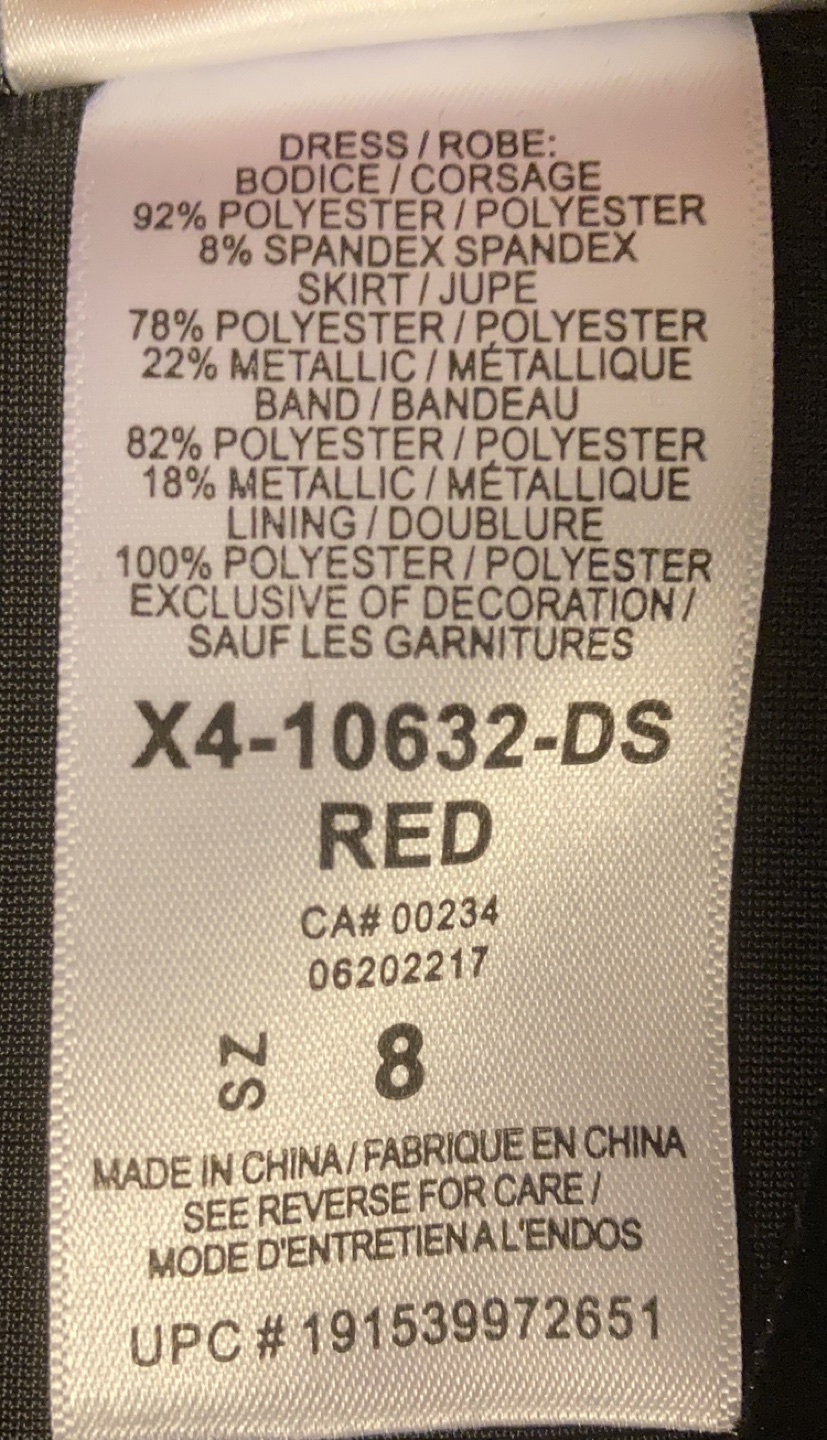 DRESS / ROBE:
BODICE / CORSAGE
92% POLYESTER / POLYESTER
8% SPANDEX SPANDEX
SKIRT / JUPE
78% POLYESTER / POLYESTER
22% METALLIC / MÉTALLIQUE
BAND / BANDEAU
82% POLYESTER / POLYESTER
18% METALLIC / MÉTALLIQUE
LINING / DOUBLURE
100% POLYESTER / POLYESTER
EXCLUSIVE OF DECORATION /
SAUF LES GARNITURES
X4-10632-DS
RED
CA# 00234
06202217
SZ 8
MADE IN CHINA / FABRIQUE EN CHINA
SEE REVERSE FOR CARE /
MODE D'ENTRETIEN A L'ENDOS
UPC # 191539972651